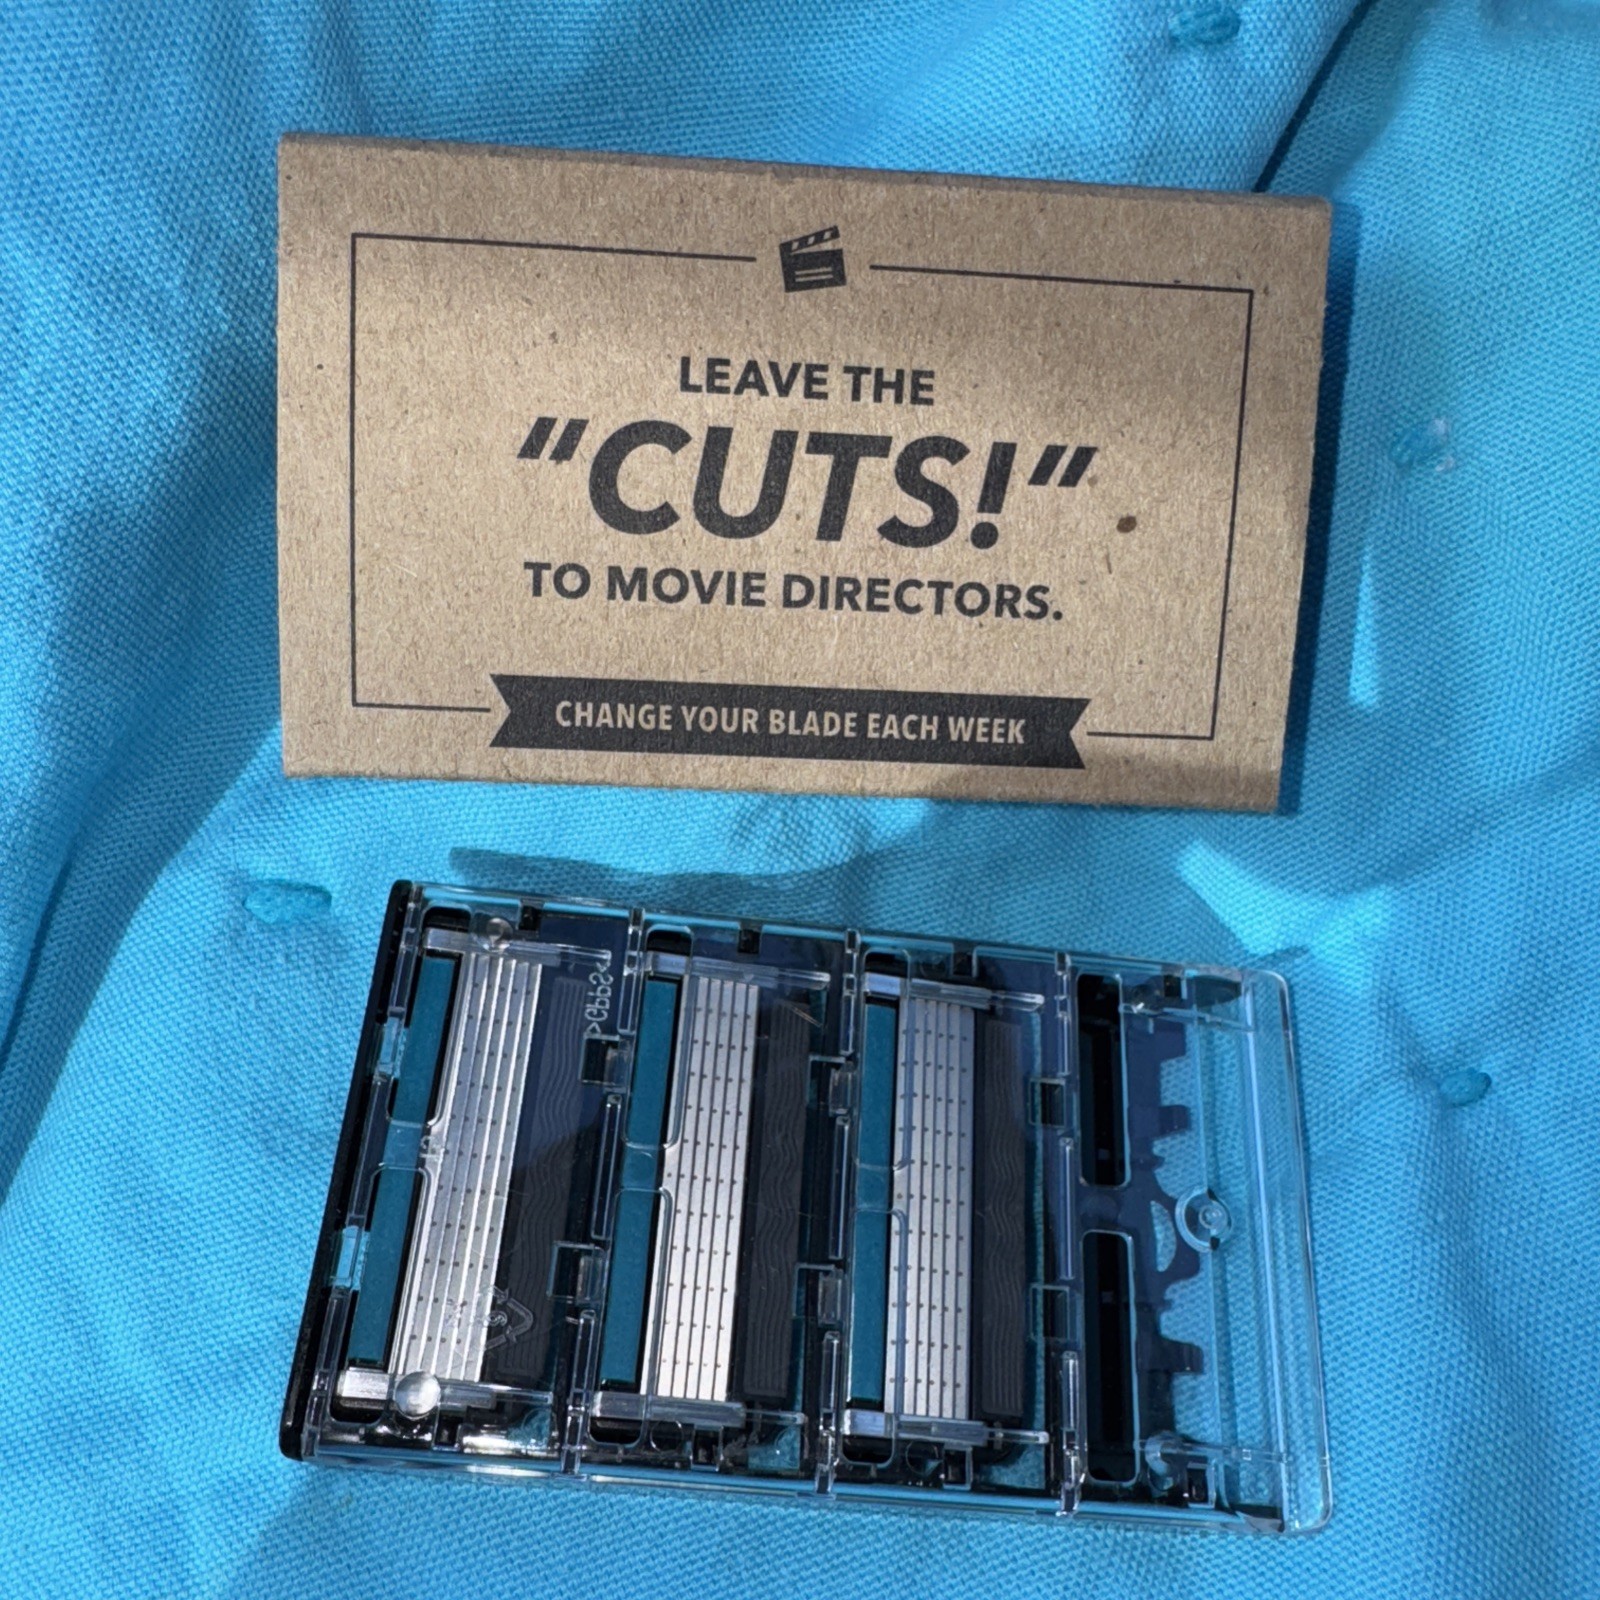 LEAVE THE
“CUTS!“
TO MOVIE DIRECTORS.
CHANGE YOUR BLADE EACH WEEK